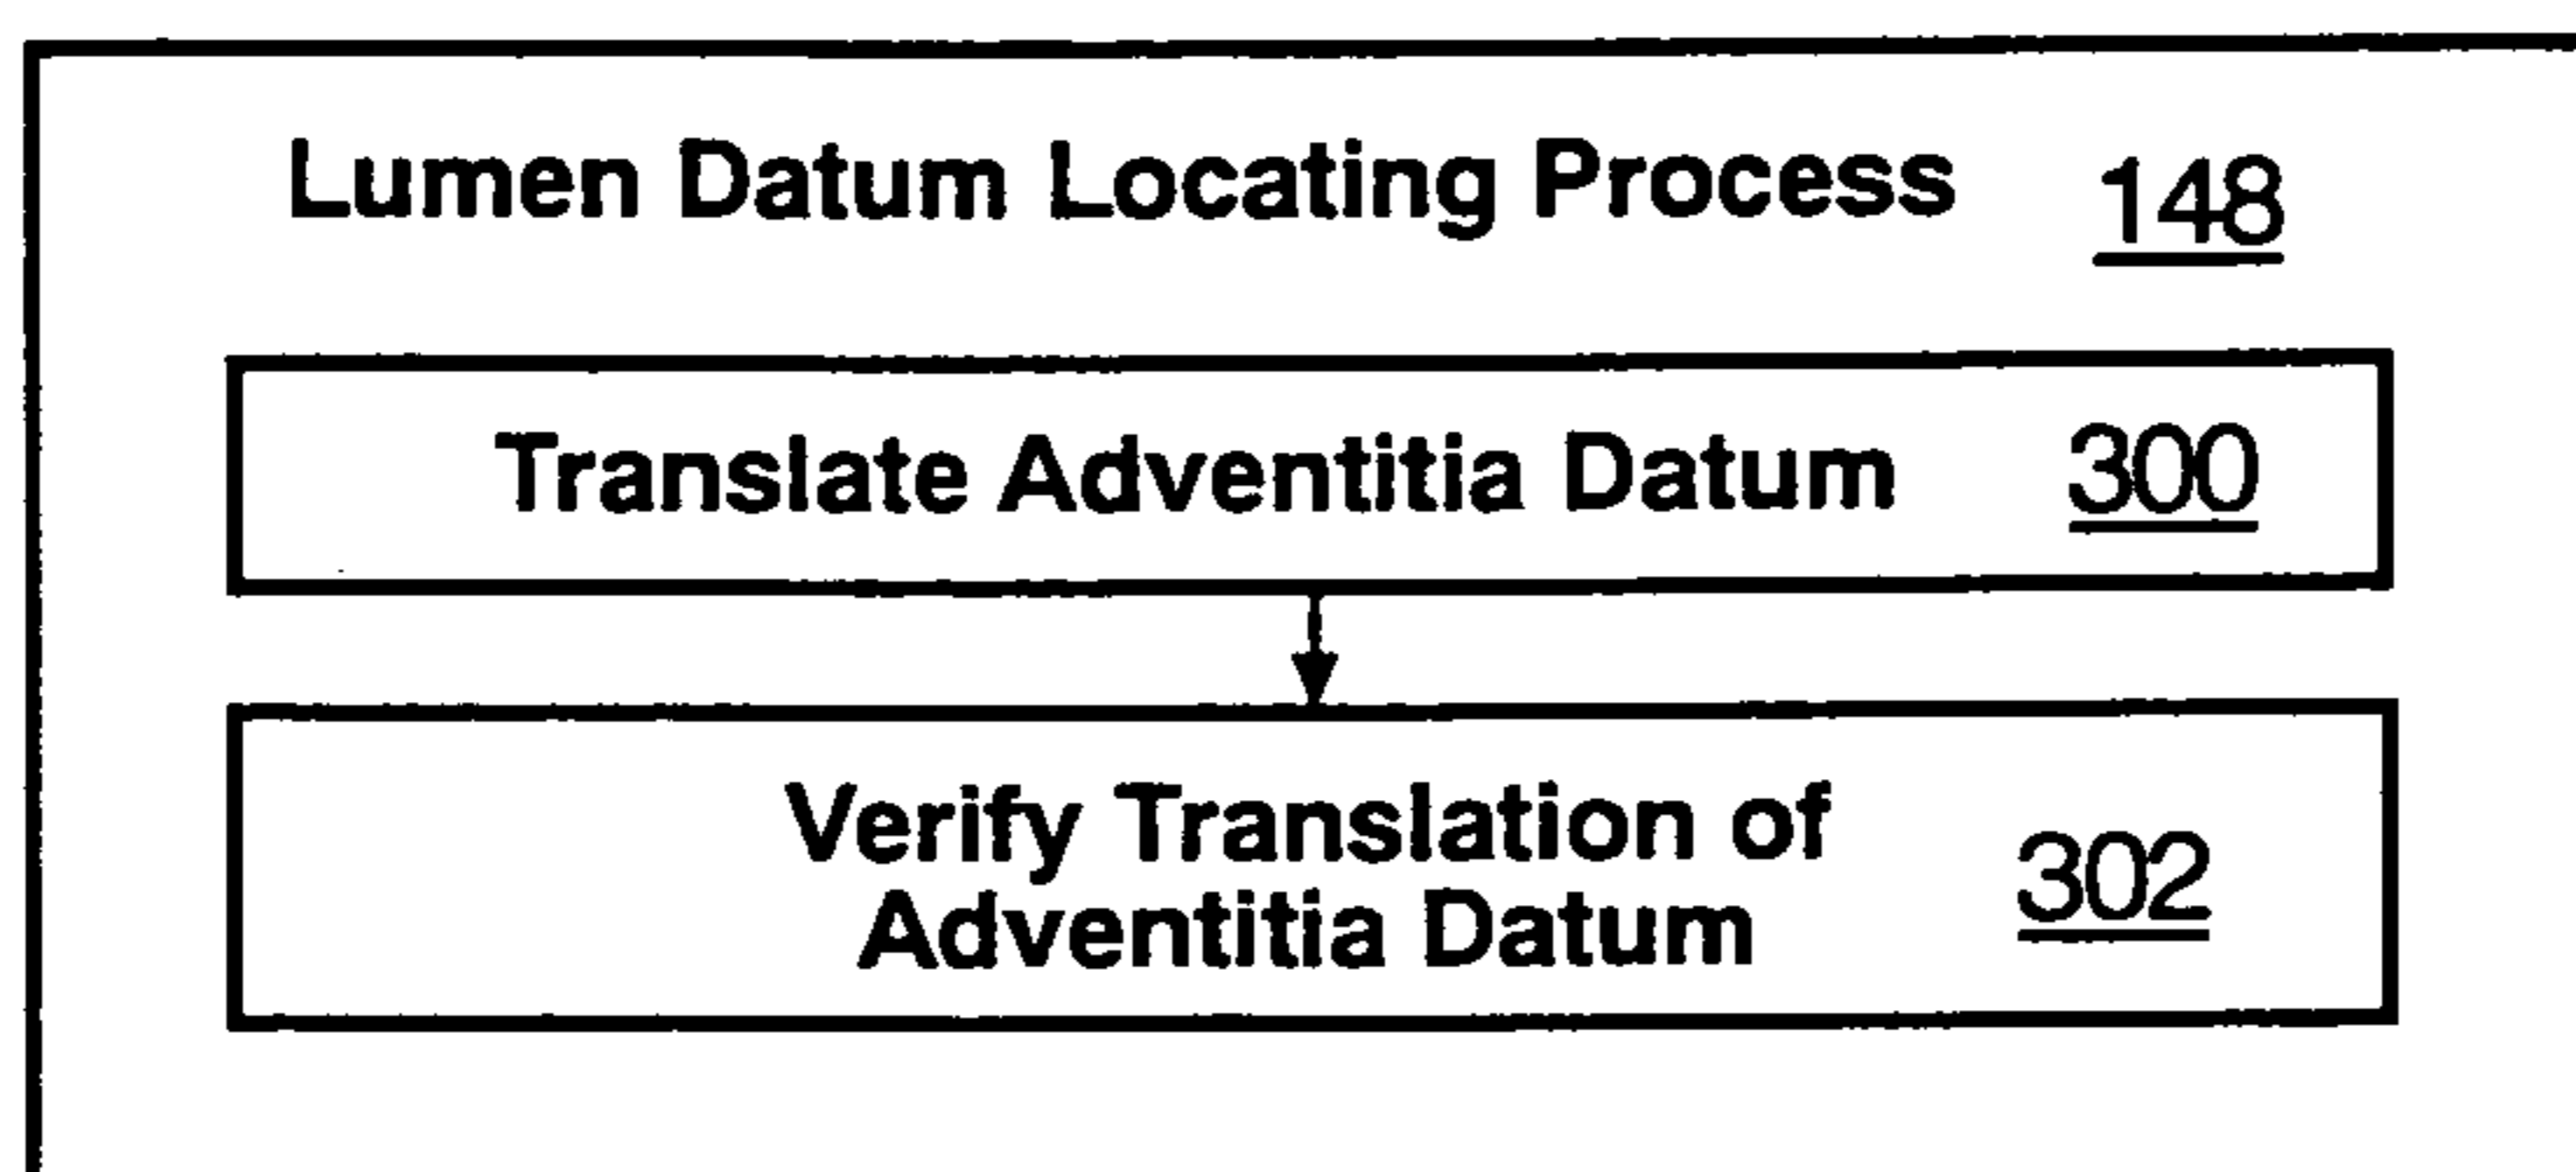 Lumen Datum Locating Process 148
Translate Adventitia Datum 300
Verify Translation of
Adventitia Datum 302